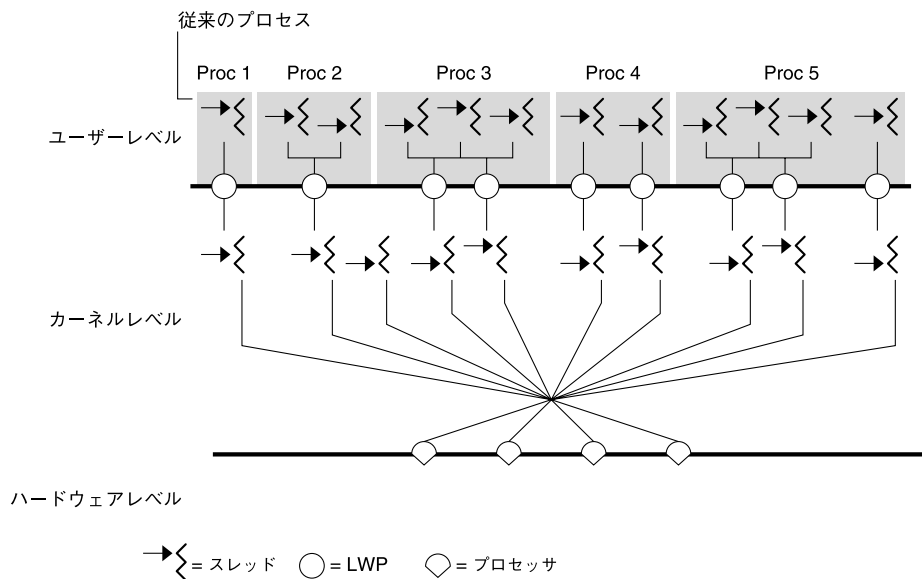 従来のプロセス
Proc 1 Proc 2 Proc 3 Proc 4 Proc 5
ユーザーレベル
カーネルレベル
ハードウェアレベル
= スレッド = LWP = プロセッサ